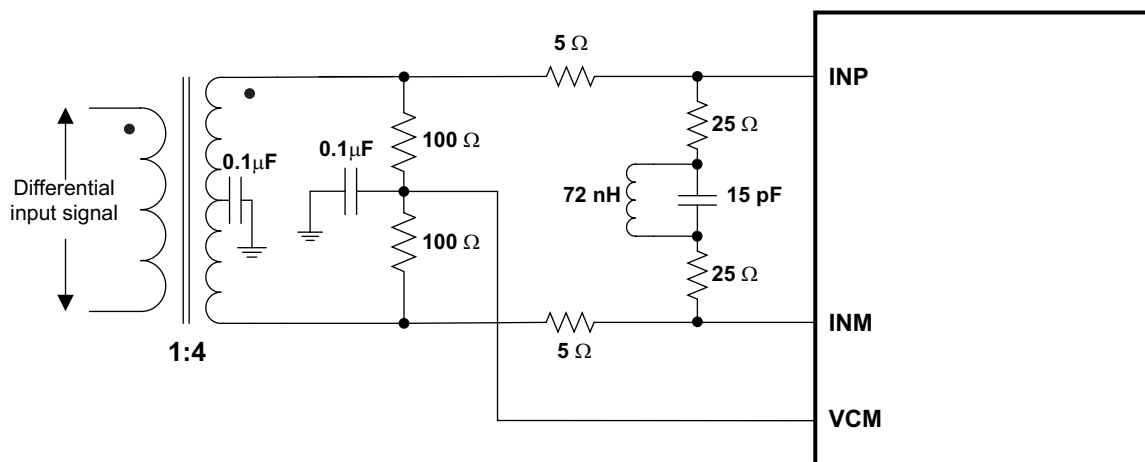 5 Ω
INP
25 Ω
0.1μF
0.1μF
100 Ω
Differential
input signal
72 nH
15 pF
100 Ω
25 Ω
INM
5 Ω
1:4
VCM